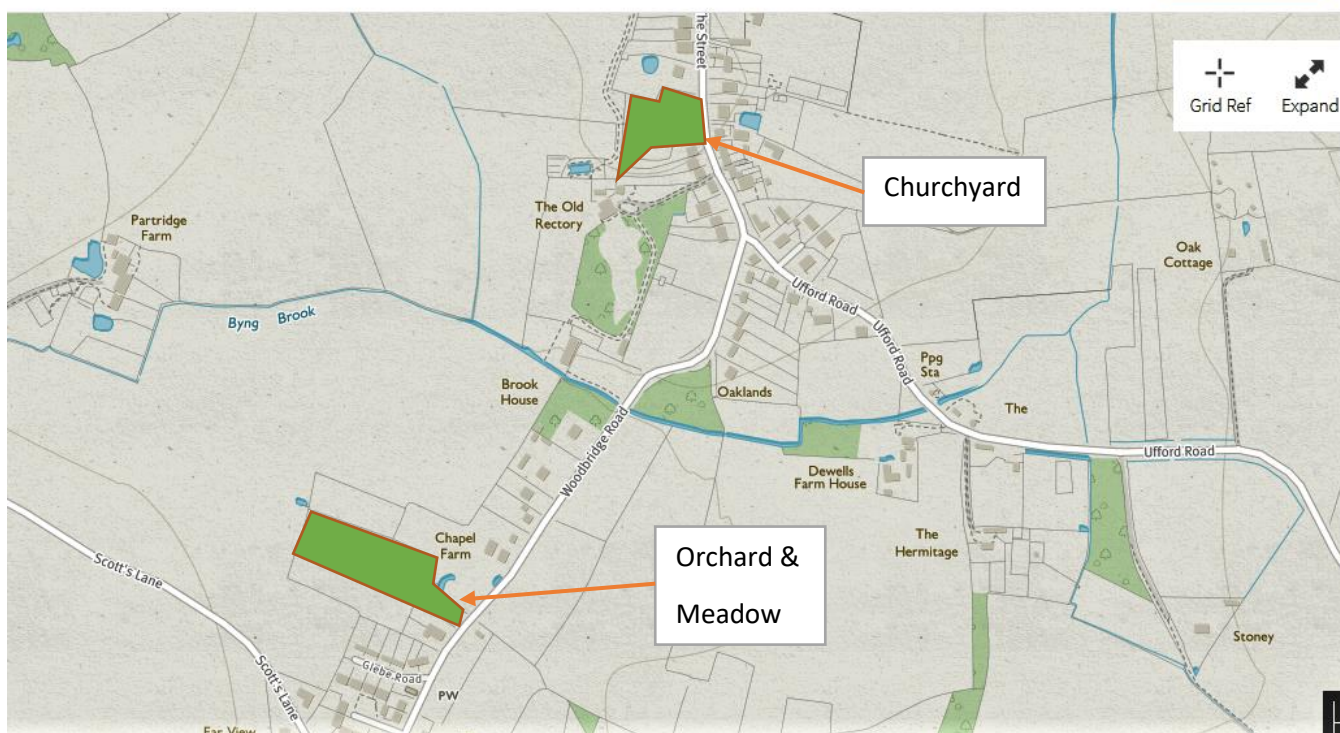 The Street
Grid Ref
Expand
Churchyard
The Old
Rectory
Partridge
Farm
Oak
Cottage
Byng Brook
Ufford Road
Ufford Road
Ppg
Sta
Brook
House
Oaklands
The
Woodbridge Road
Ufford Road
Dewells
Farm House
Chapel
Farm
The
Hermitage
Orchard &
Meadow
Scott's Lane
Stoney
Scott's Lane
Glebe Road
PW
Far View